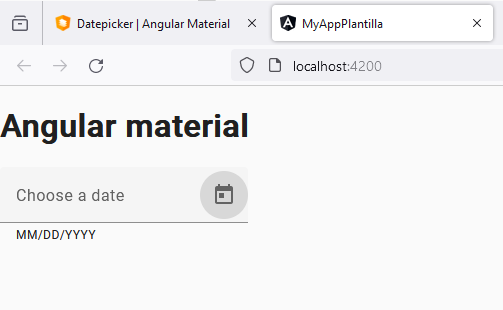 Datepicker | Angular Material
MyAppPlantilla
localhost:4200
Angular material
Choose a date
MM/DD/YYYY